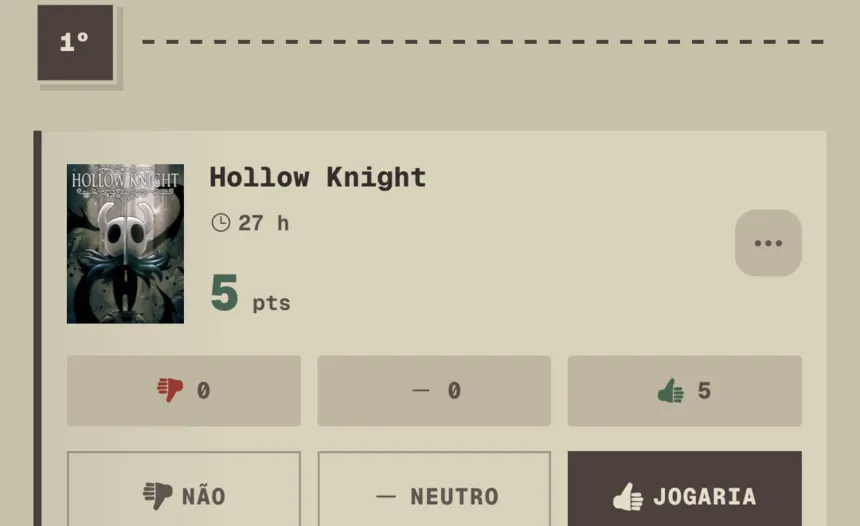 1º
Hollow Knight
HOLLOW KNIGHT
27 h
5 pts
0
— 0
5
NÃO
— NEUTRO
JOGARIA